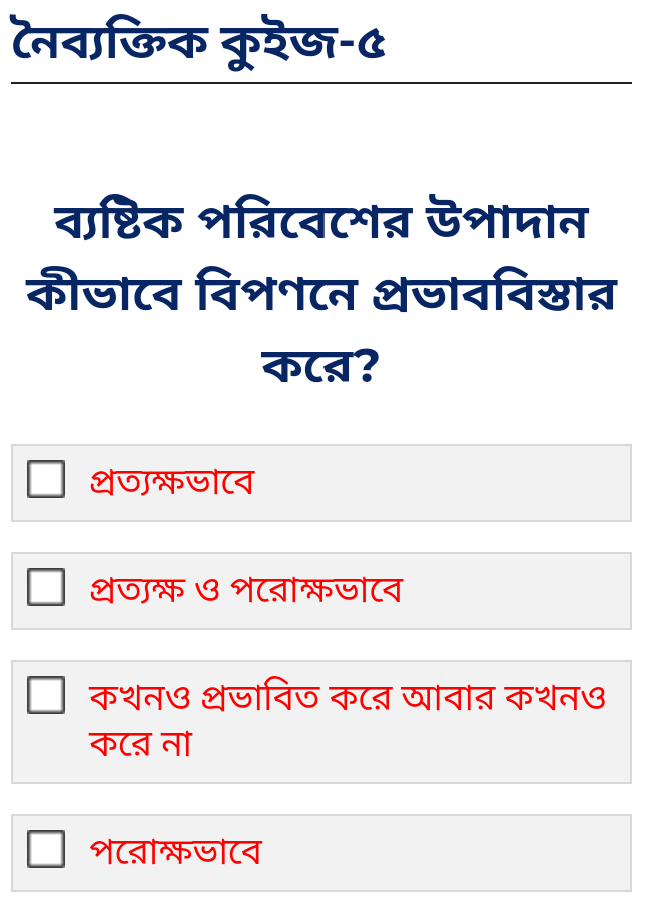 নৈব্যক্তিক কুইজ-৫
ব্যষ্টিক পরিবেশের উপাদান
কীভাবে বিপণনে প্রভাববিস্তার
করে?
প্রত্যক্ষভাবে
প্রত্যক্ষ ও পরোক্ষভাবে
কখনও প্রভাবিত করে আবার কখনও
করে না
পরোক্ষভাবে